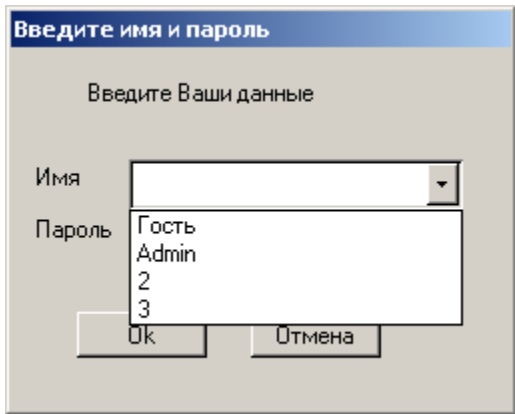 Введите имя и пароль
Введите Ваши данные
Имя
Пароль
Гость
Admin
2
3
Ok Отмена